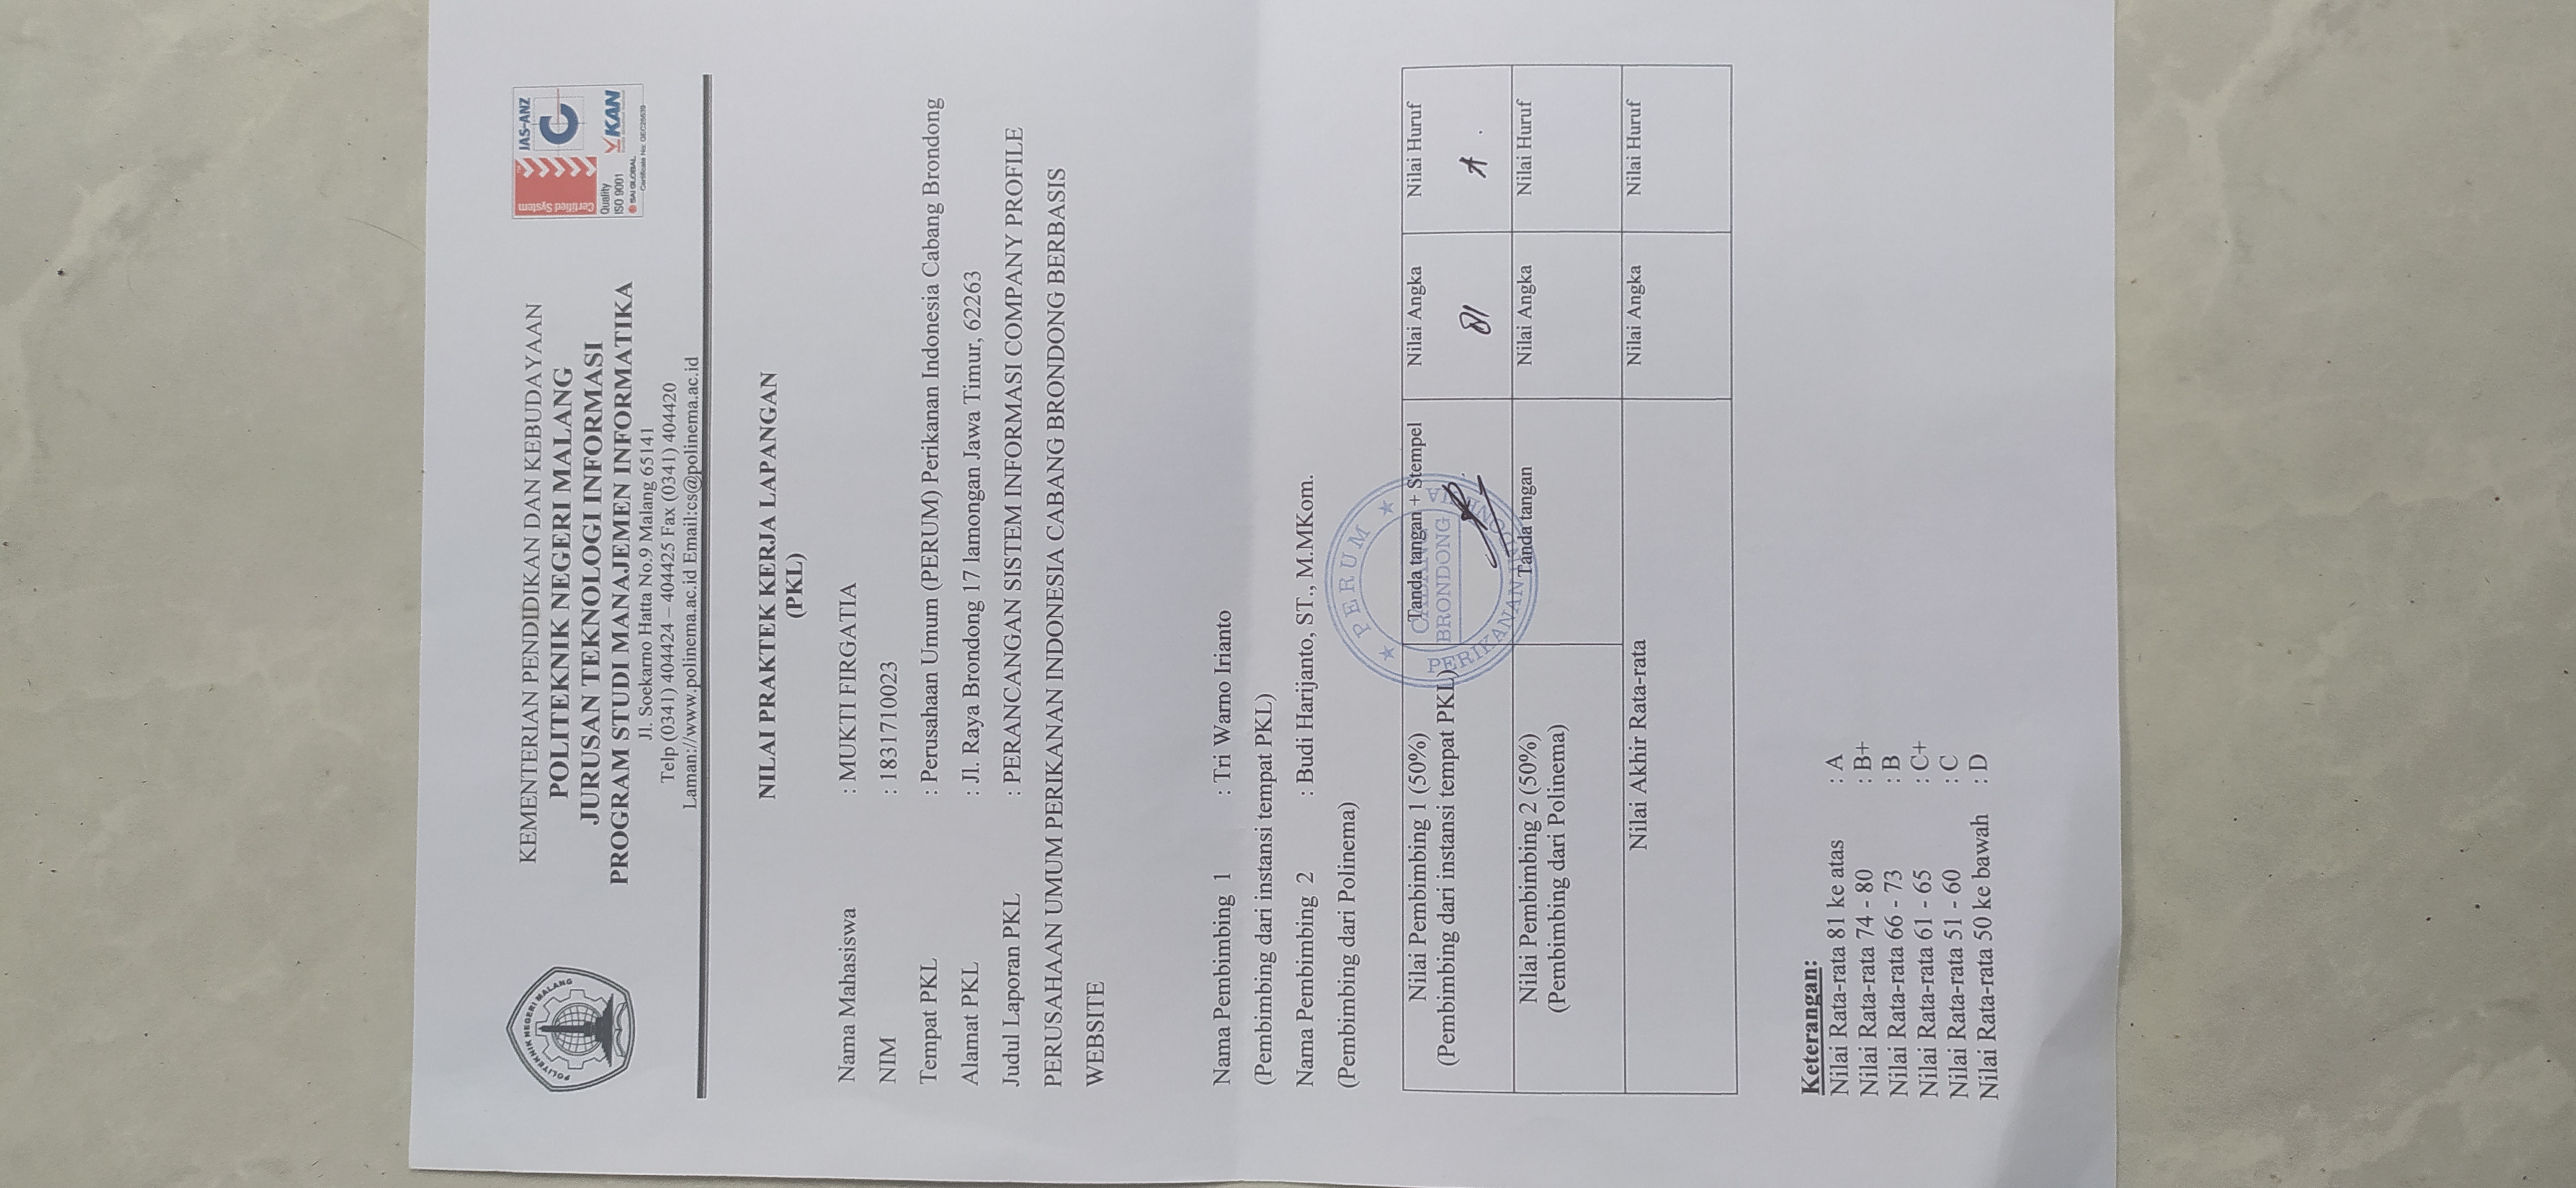 POLITEKNIK NEGERI MALANG
KEMENTERIAN PENDIDIKAN DAN KEBUDAYAAN
POLITEKNIK NEGERI MALANG
JURUSAN TEKNOLOGI INFORMASI
PROGRAM STUDI MANAJEMEN INFORMATIKA
Jl. Soekarno Hatta No.9 Malang 65141
Telp (0341) 404424 – 404425 Fax (0341) 404420
Laman://www.polinema.ac.id Email:cs@polinema.ac.id
Certified System
JAS-ANZ
Quality
ISO 9001
KAN
SAI GLOBAL
Certificate No: QEC25639
NILAI PRAKTEK KERJA LAPANGAN
(PKL)
Nama Mahasiswa : MUKTI FIRGATIA
NIM : 1831710023
Tempat PKL : Perusahaan Umum (PERUM) Perikanan Indonesia Cabang Brondong
Alamat PKL : Jl. Raya Brondong 17 lamongan Jawa Timur, 62263
Judul Laporan PKL : PERANCANGAN SISTEM INFORMASI COMPANY PROFILE
PERUSAHAAN UMUM PERIKANAN INDONESIA CABANG BRONDONG BERBASIS
WEBSITE
Nama Pembimbing 1 : Tri Warno Irianto
(Pembimbing dari instansi tempat PKL)
Nama Pembimbing 2 : Budi Harijanto, ST., M.MKom.
(Pembimbing dari Polinema)
PERUM
CABANG
BRONDONG
PERIKANAN INDONESIA
Nilai Pembimbing 1 (50%) Tanda tangan + Stempel Nilai Angka Nilai Huruf
(Pembimbing dari instansi tempat PKL)
81 A
Nilai Pembimbing 2 (50%) Tanda tangan Nilai Angka Nilai Huruf
(Pembimbing dari Polinema)
Nilai Akhir Rata-rata Nilai Angka Nilai Huruf
Keterangan:
Nilai Rata-rata 81 ke atas : A
Nilai Rata-rata 74 - 80 : B+
Nilai Rata-rata 66 - 73 : B
Nilai Rata-rata 61 - 65 : C+
Nilai Rata-rata 51 - 60 : C
Nilai Rata-rata 50 ke bawah : D